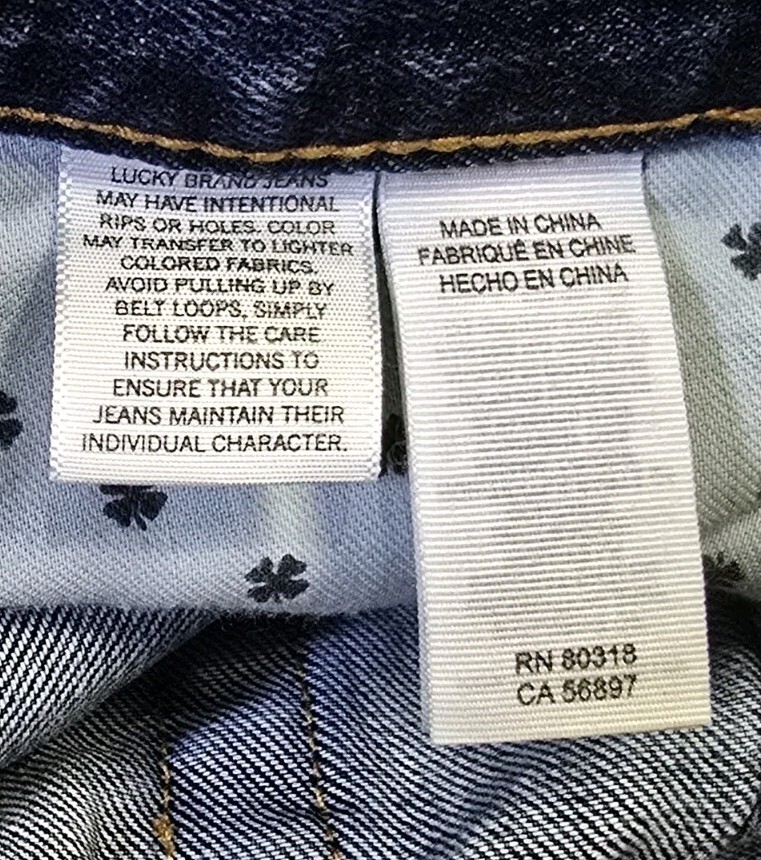 LUCKY BRAND JEANS
MAY HAVE INTENTIONAL
RIPS OR HOLES. COLOR
MAY TRANSFER TO LIGHTER
COLORED FABRICS.
AVOID PULLING UP BY
BELT LOOPS, SIMPLY
FOLLOW THE CARE
INSTRUCTIONS TO
ENSURE THAT YOUR
JEANS MAINTAIN THEIR
INDIVIDUAL CHARACTER.
MADE IN CHINA
FABRIQUÉ EN CHINE
HECHO EN CHINA
RN 80318
CA 56897